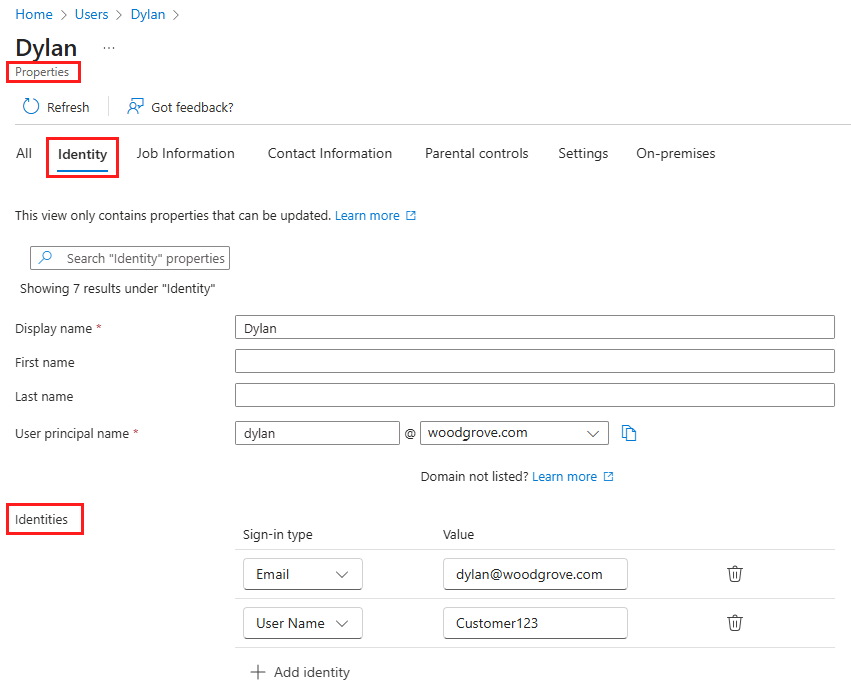 Home > Users > Dylan >
Dylan ...
Properties
Refresh Got feedback?
All Identity Job Information Contact Information Parental controls Settings On-premises
This view only contains properties that can be updated. Learn more
Search "Identity" properties
Showing 7 results under "Identity"
Display name * Dylan
First name
Last name
User principal name * dylan @ woodgrove.com
Domain not listed? Learn more
Identities
Sign-in type Value
Email dylan@woodgrove.com
User Name Customer123
+ Add identity